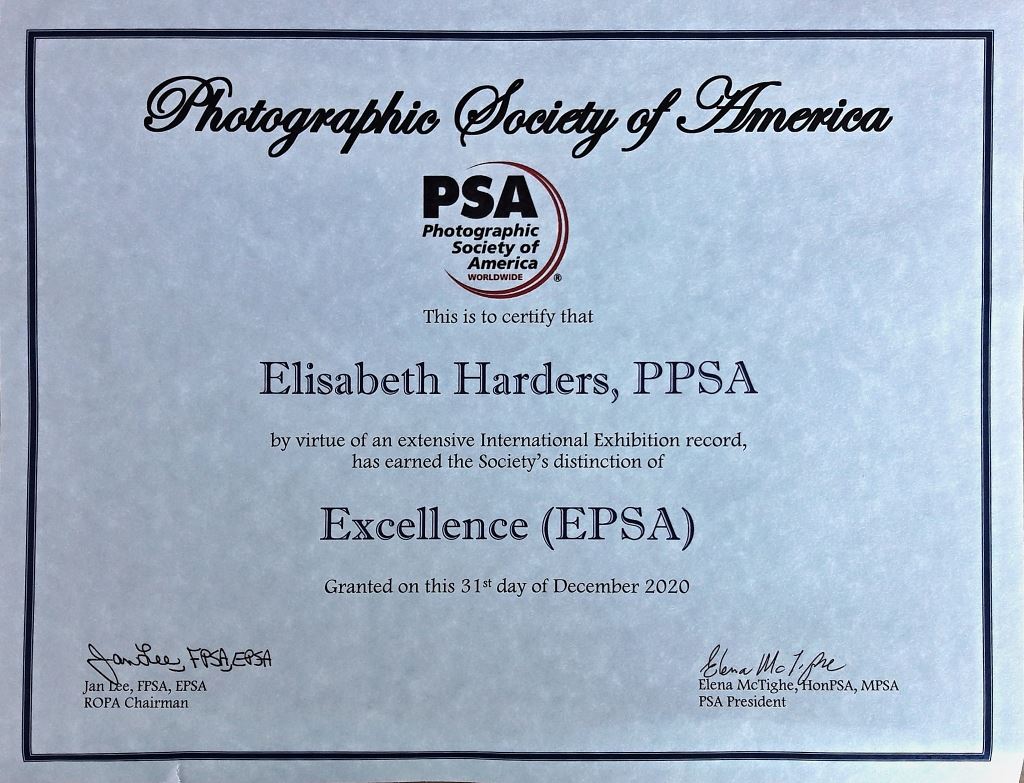 Photographic Society of America
PSA
Photographic
Society of
America
WORLDWIDE
®
This is to certify that
Elisabeth Harders, PPSA
by virtue of an extensive International Exhibition record,
has earned the Society's distinction of
Excellence (EPSA)
Granted on this 31st day of December 2020
Jan Lee, FPSA, EPSA
Jan Lee, FPSA, EPSA
ROPA Chairman
Elena McTighe
Elena McTighe, HonPSA, MPSA
PSA President